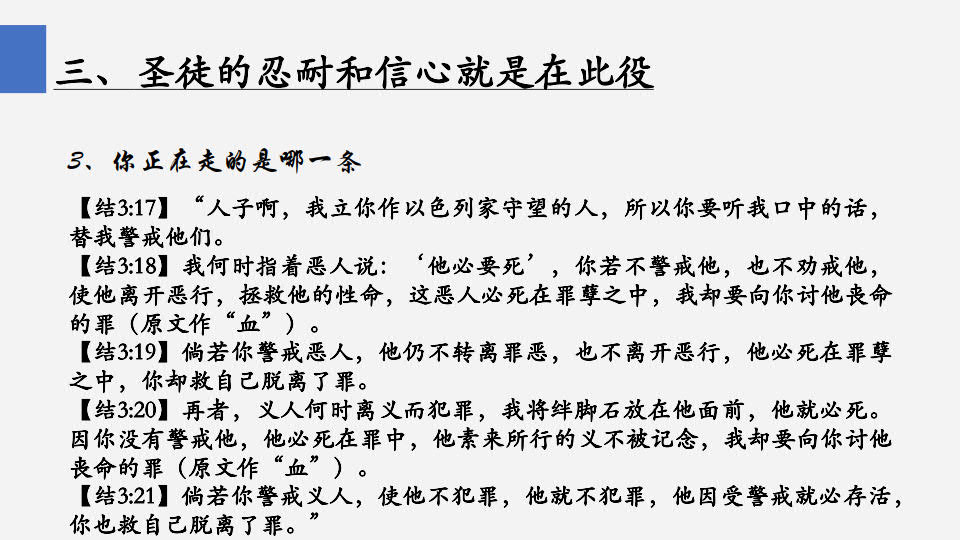 三、圣徒的忍耐和信心就是在此役
3、你正在走的是哪一条
【结3:17】“人子啊，我立你作以色列家守望的人，所以你要听我口中的话，
替我警戒他们。
【结3:18】我何时指着恶人说：‘他必要死’，你若不警戒他，也不劝戒他，
使他离开恶行，拯救他的性命，这恶人必死在罪孽之中，我却要向你讨他丧命
的罪（原文作“血”）。
【结3:19】倘若你警戒恶人，他仍不转离罪恶，也不离开恶行，他必死在罪孽
之中，你却救自己脱离了罪。
【结3:20】再者，义人何时离义而犯罪，我将绊脚石放在他面前，他就必死。
因你没有警戒他，他必死在罪中，他素来所行的义不被记念，我却要向你讨他
丧命的罪（原文作“血”）。
【结3:21】倘若你警戒义人，使他不犯罪，他就不犯罪，他因受警戒就必存活，
你也救自己脱离了罪。”